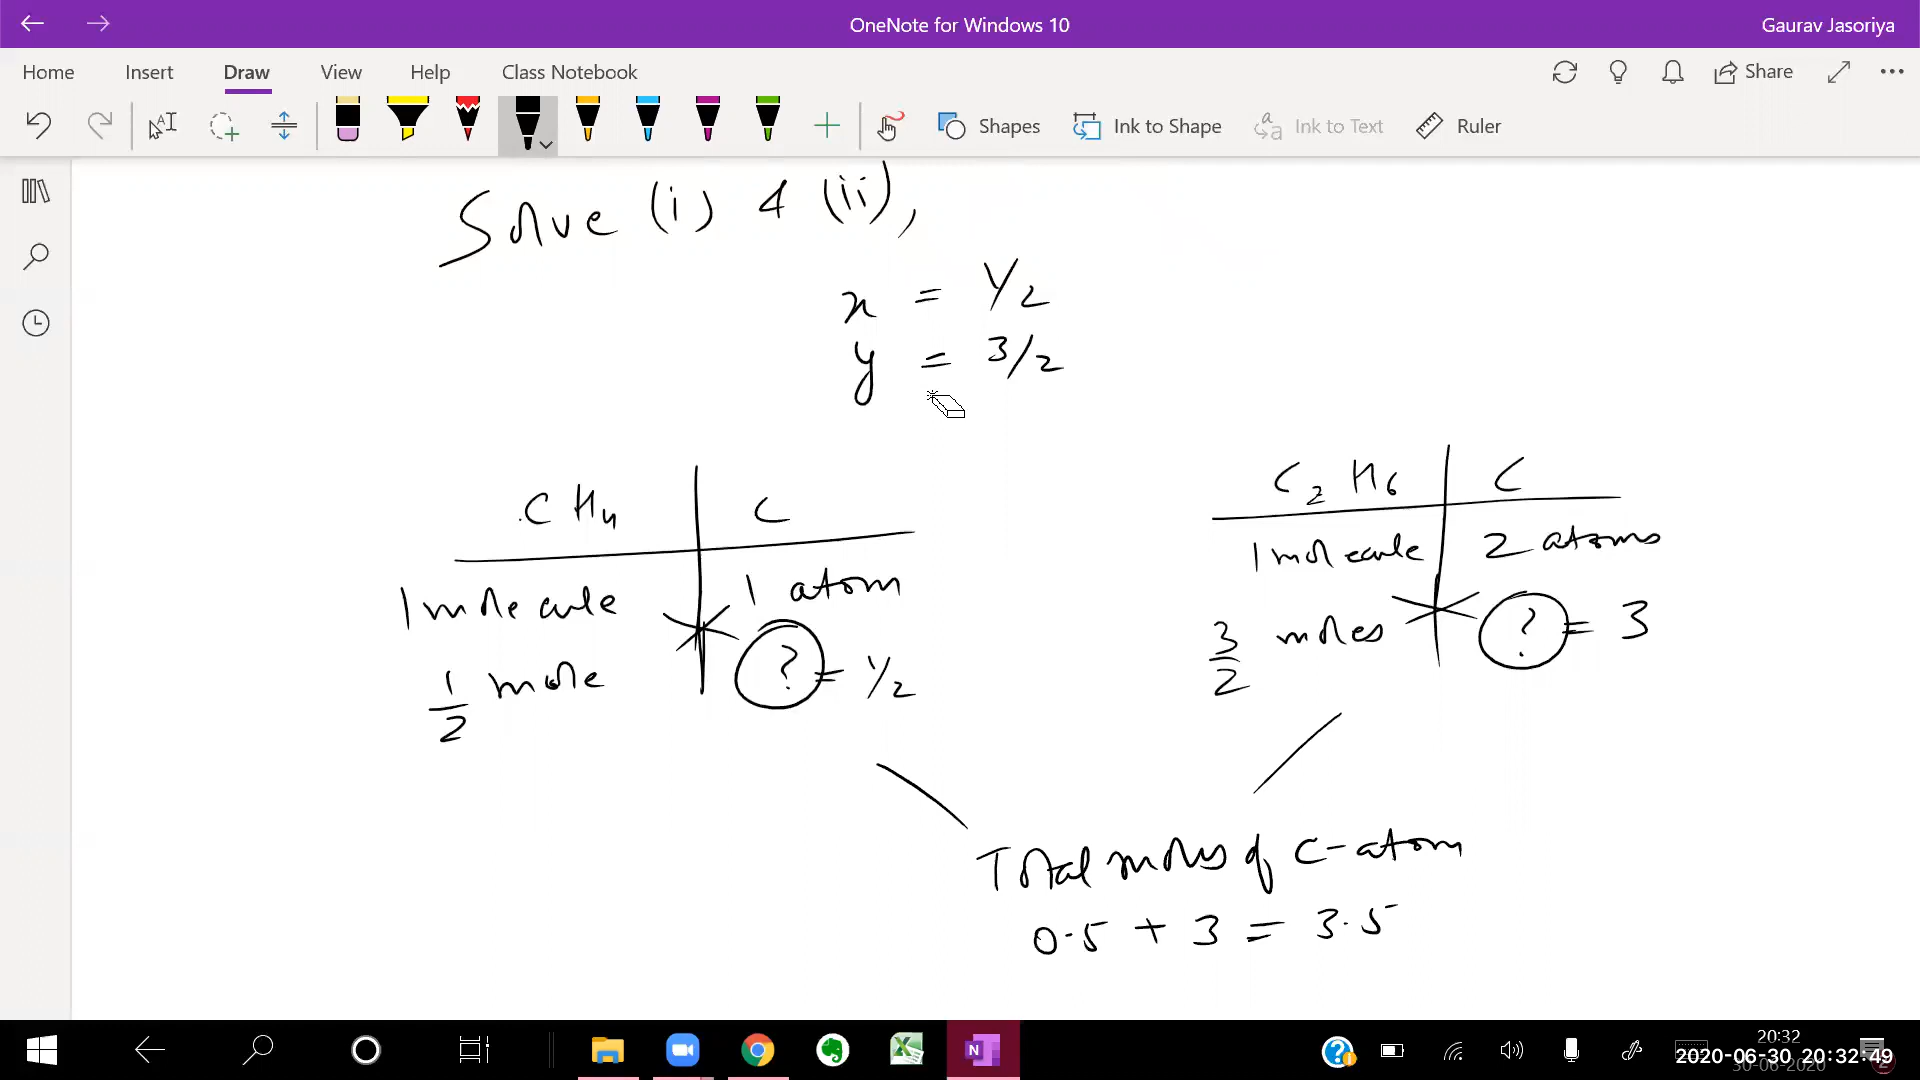 OneNote for Windows 10
Gaurav Jasoriya
Home Insert Draw View Help Class Notebook Share
Shapes Ink to Shape Ink to Text Ruler
Solve (i) & (ii),
x = 1/2
y = 3/2
CH4 C
1 molecule 1 atom
1/2 mole ? = 1/2
C2H6 C
1 molecule 2 atoms
3/2 moles ? = 3
Total moles of C-atom
0.5 + 3 = 3.5
20:32
2020-06-30 20:32:49
30-06-2020